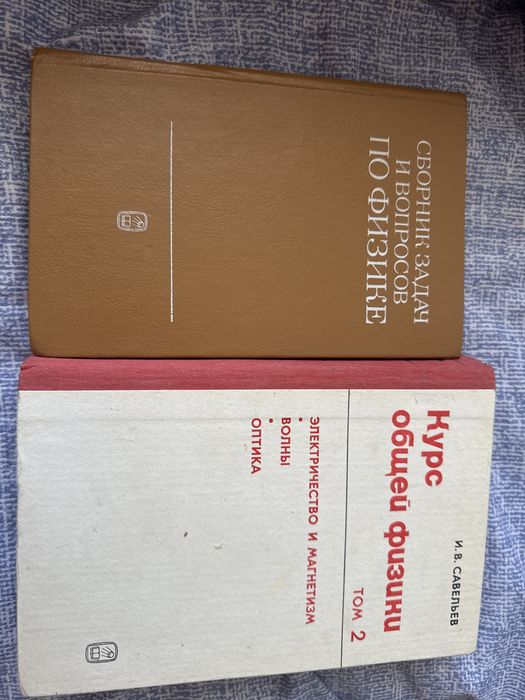 СБОРНИК ЗАДАЧ
И ВОПРОСОВ
ПО ФИЗИКЕ
И. В. САВЕЛЬЕВ
Курс
общей физики
ТОМ 2
ЭЛЕКТРИЧЕСТВО И МАГНЕТИЗМ
•
ВОЛНЫ
•
ОПТИКА